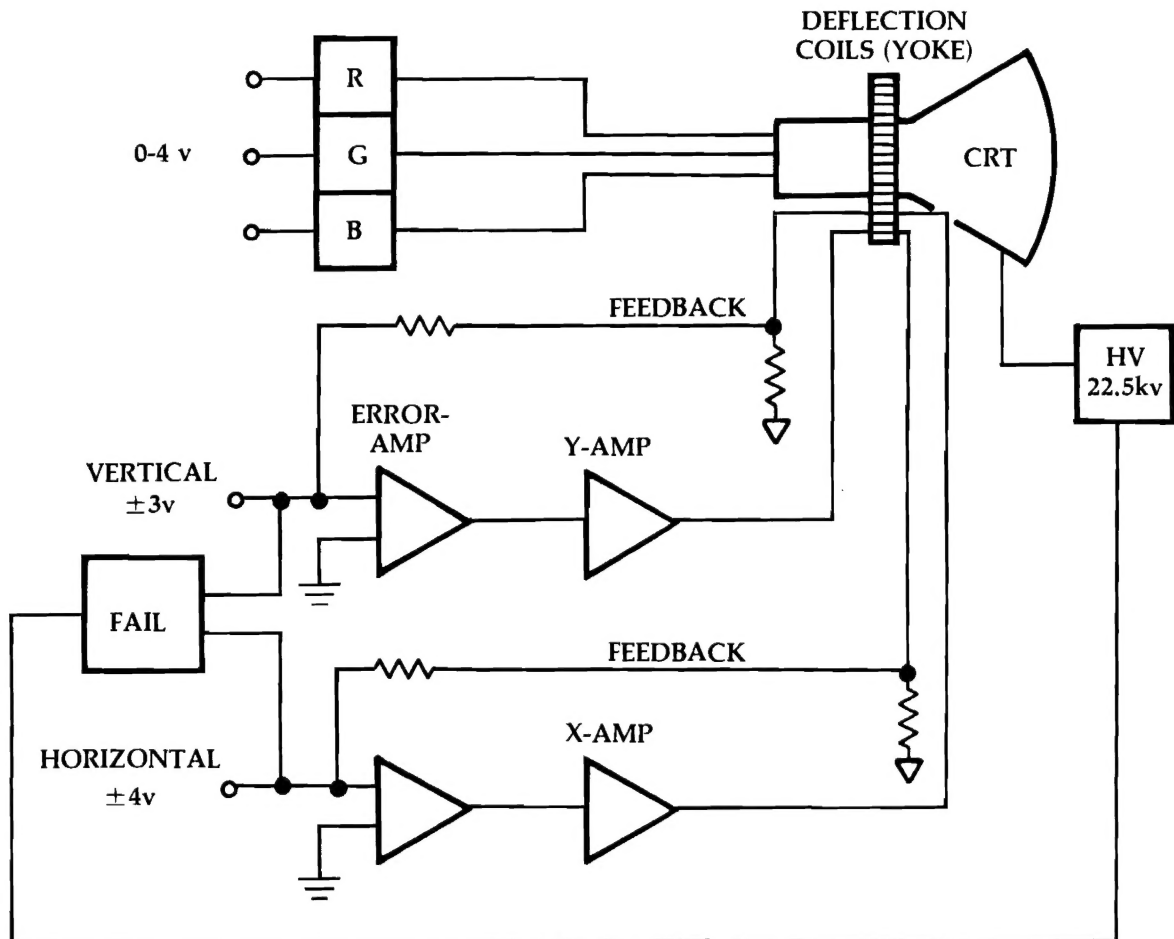 DEFLECTION
COILS (YOKE)
R
0-4 v
G
B
CRT
FEEDBACK
HV
22.5kv
ERROR-
AMP
Y-AMP
VERTICAL
±3v
FAIL
FEEDBACK
X-AMP
HORIZONTAL
±4v